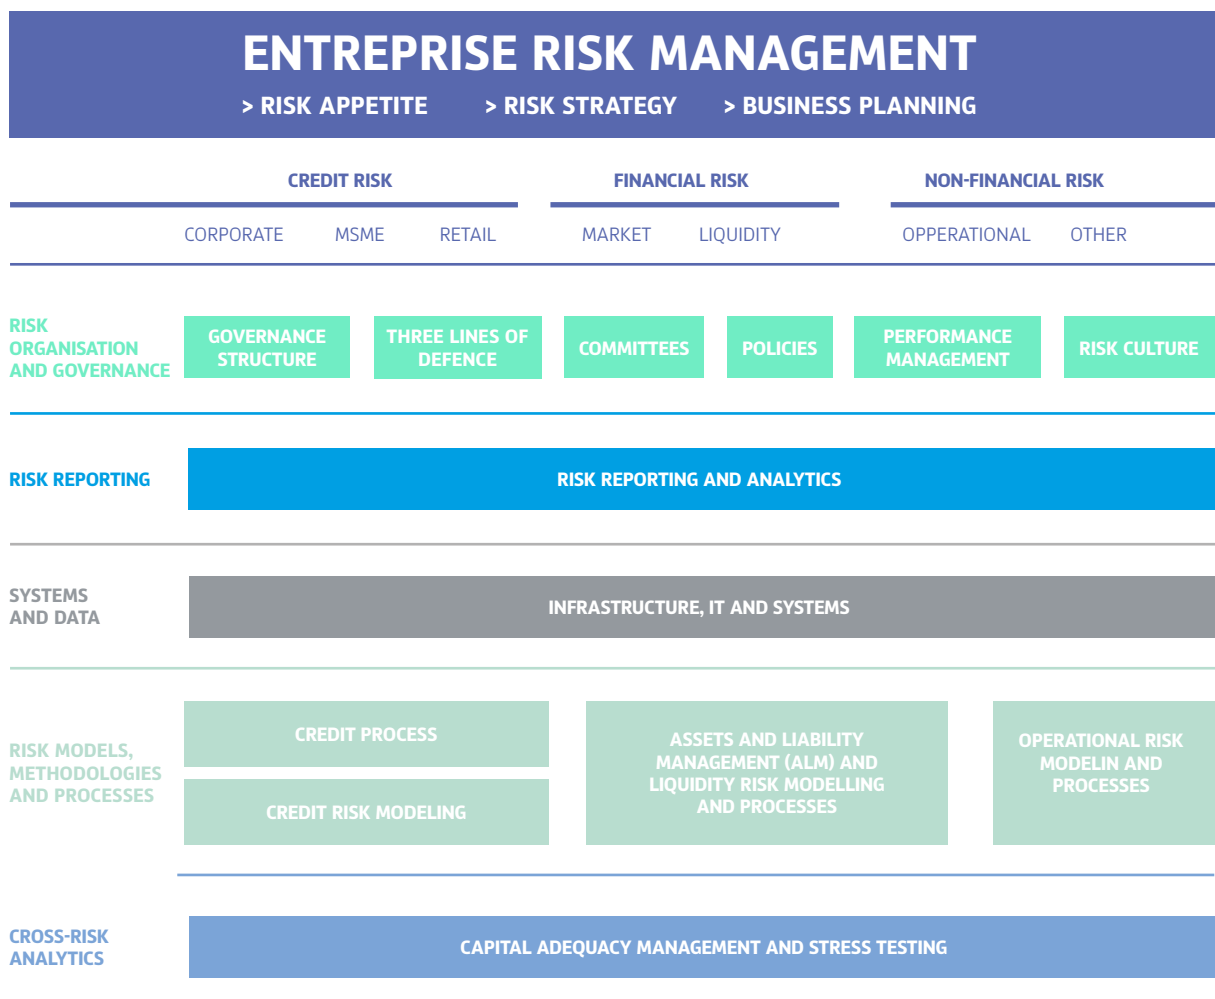 ENTREPRISE RISK MANAGEMENT
> RISK APPETITE > RISK STRATEGY > BUSINESS PLANNING
CREDIT RISK FINANCIAL RISK NON-FINANCIAL RISK
CORPORATE MSME RETAIL MARKET LIQUIDITY OPPERATIONAL OTHER
RISK
ORGANISATION
AND GOVERNANCE
GOVERNANCE
STRUCTURE
THREE LINES OF
DEFENCE
COMMITTEES
POLICIES
PERFORMANCE
MANAGEMENT
RISK CULTURE
RISK REPORTING
RISK REPORTING AND ANALYTICS
SYSTEMS
AND DATA
INFRASTRUCTURE, IT AND SYSTEMS
RISK MODELS,
METHODOLOGIES
AND PROCESSES
CREDIT PROCESS
CREDIT RISK MODELING
ASSETS AND LIABILITY
MANAGEMENT (ALM) AND
LIQUIDITY RISK MODELLING
AND PROCESSES
OPERATIONAL RISK
MODELIN AND
PROCESSES
CROSS-RISK
ANALYTICS
CAPITAL ADEQUACY MANAGEMENT AND STRESS TESTING